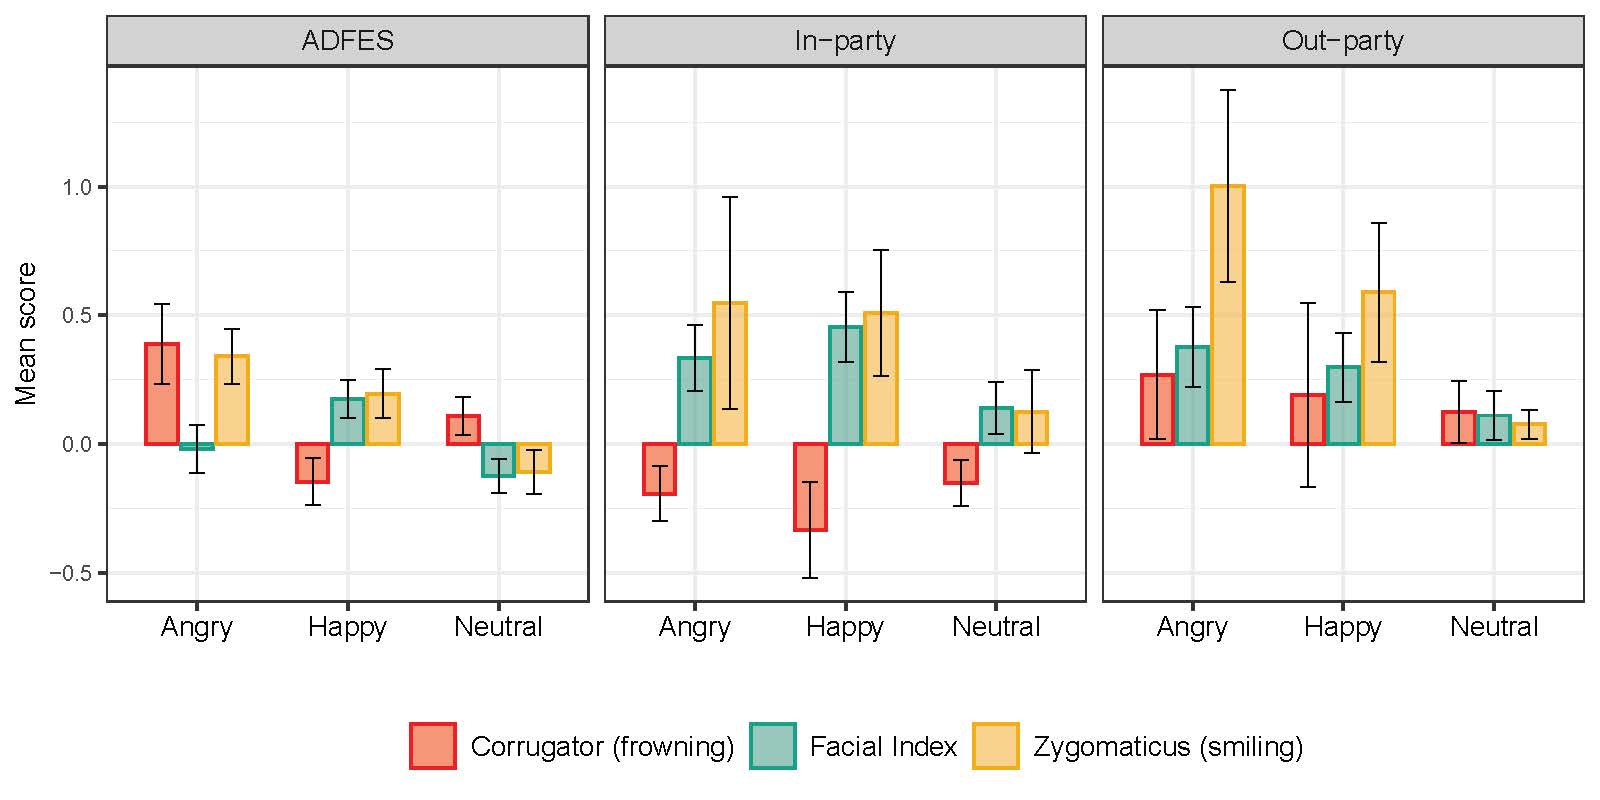 ADFES In-party Out-party
Mean score
1.0
0.5
0.0
−0.5
Angry Happy Neutral Angry Happy Neutral Angry Happy Neutral
Corrugator (frowning) Facial Index Zygomaticus (smiling)